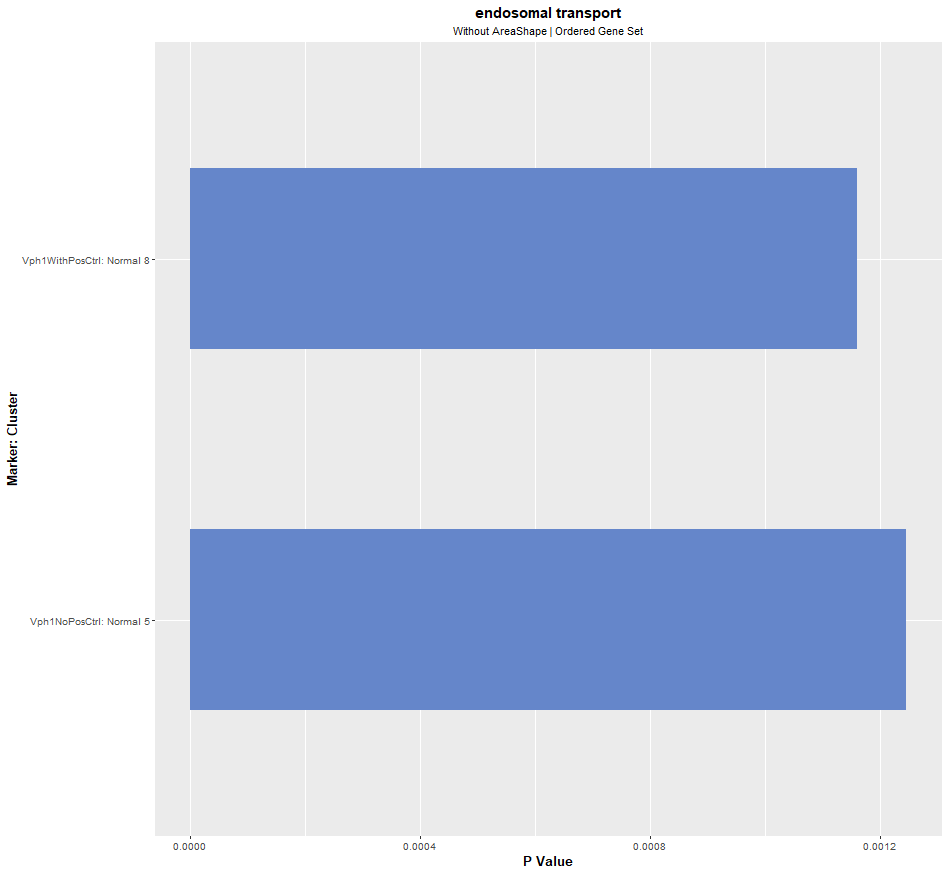 endosomal transport
Without AreaShape | Ordered Gene Set
Vph1WithPosCtrl: Normal 8
Marker: Cluster
Vph1NoPosCtrl: Normal 5
0.0000 0.0004 0.0008 0.0012
P Value